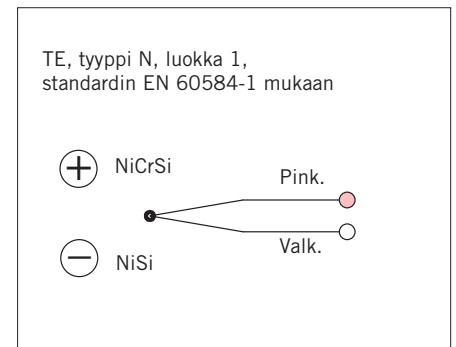 TE, tyyppi N, luokka 1,
standardin EN 60584-1 mukaan
+ NiCrSi
Pink.
Valk.
− NiSi